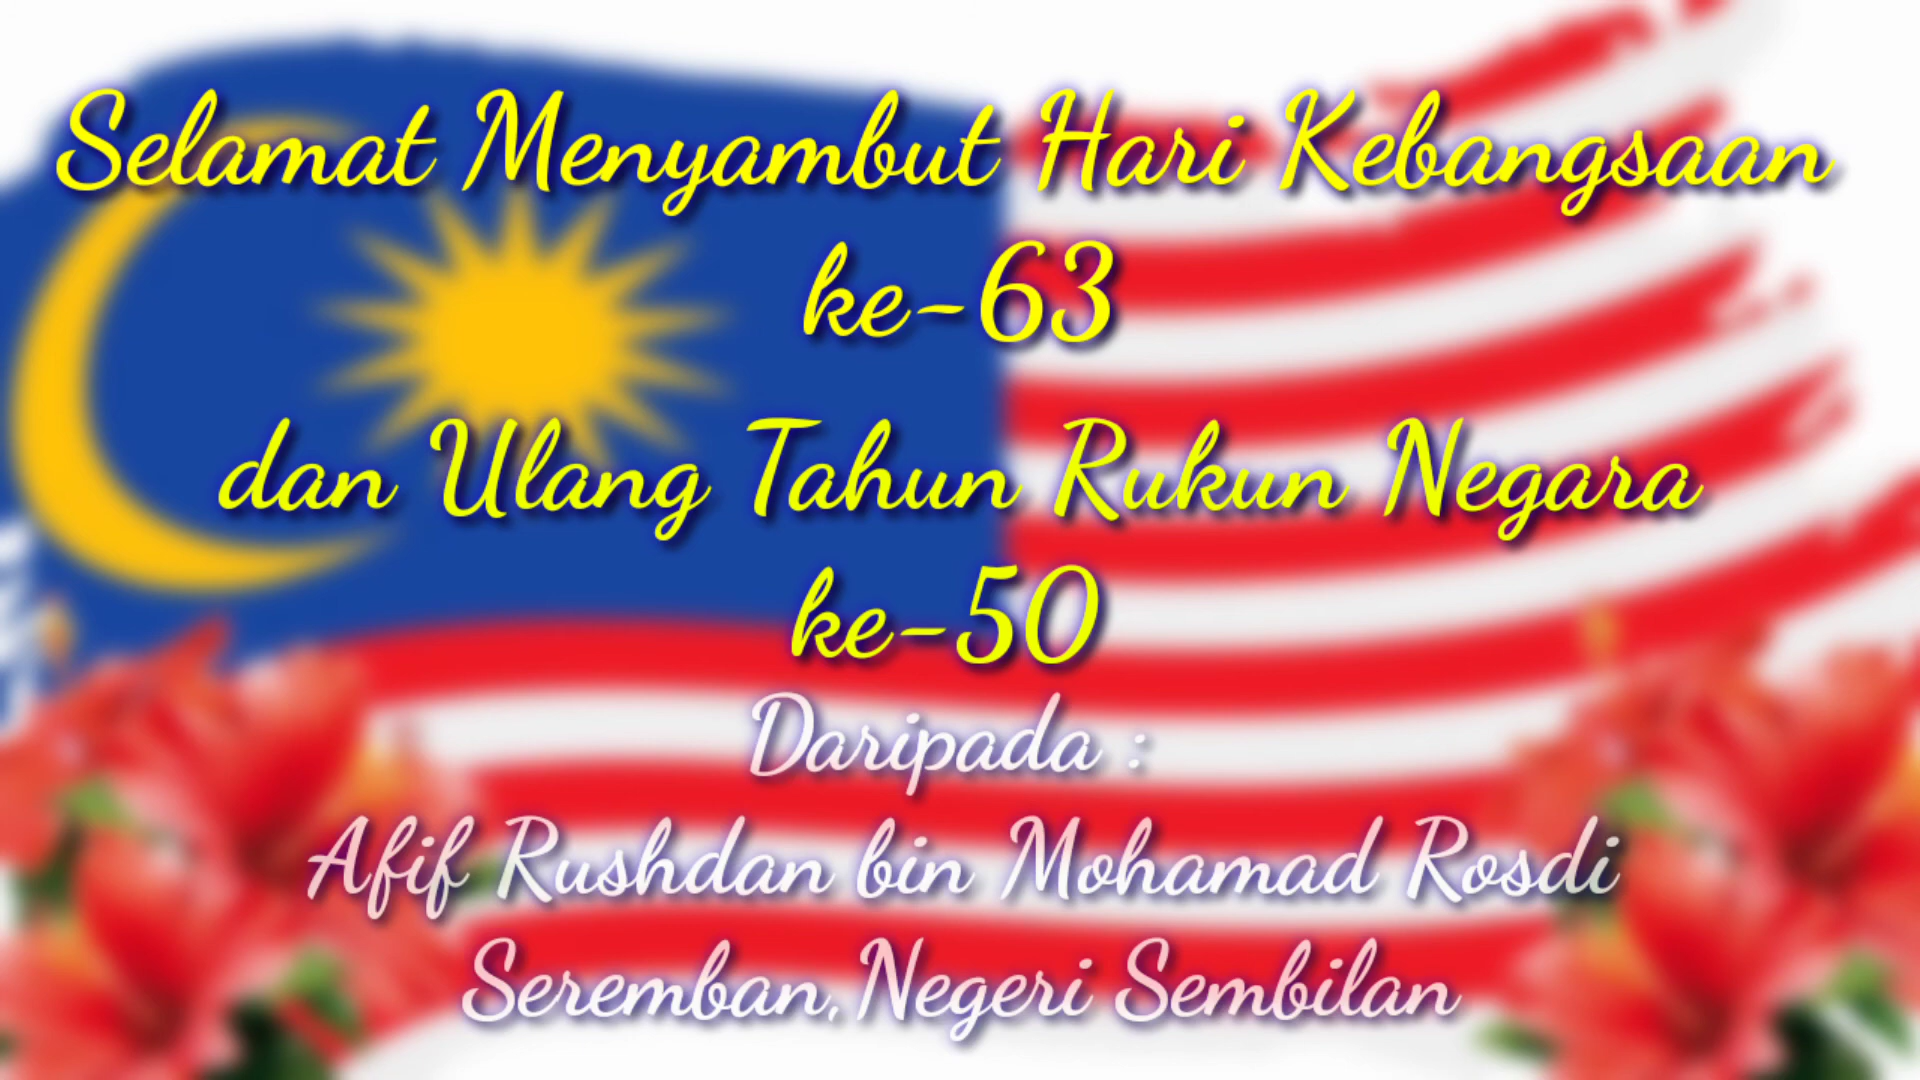 Selamat Menyambut Hari Kebangsaan
ke-63
dan Ulang Tahun Rukun Negara
ke-50
Daripada :
Afif Rushdan bin Mohamad Rosdi
Seremban, Negeri Sembilan